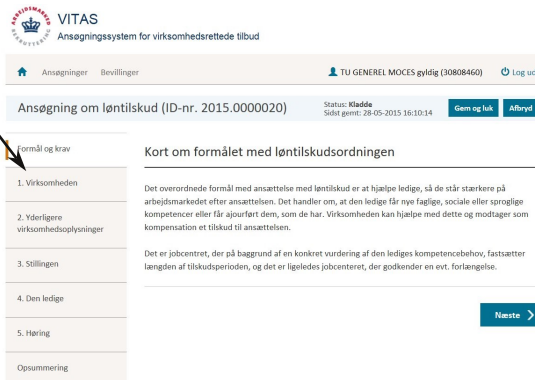 VITAS
Ansøgningssystem for virksomhedsrettede tilbud
Ansøgninger Bevillinger
TU GENEREL MOCES gyldig (30808460) Log ud
Ansøgning om løntilskud (ID-nr. 2015.0000020)
Status: Kladde
Sidst gemt: 28-05-2015 16:10:14
Gem og luk
Afbryd
Formål og krav
1. Virksomheden
2. Yderligere
virksomhedsoplysninger
3. Stillingen
4. Den ledige
5. Høring
Opsummering
Kort om formålet med løntilskudsordningen
Det overordnede formål med ansættelse med løntilskud er at hjælpe ledige, så de står stærkere på
arbejdsmarkedet efter ansættelsen. Det handler om, at den ledige får nye faglige, sociale eller sproglige
kompetencer eller får ajourført dem, som de har. Virksomheden kan hjælpe med dette og modtager som
kompensation et tilskud til ansættelsen.
Det er jobcentret, der på baggrund af en konkret vurdering af den lediges kompetencebehov, fastsætter
længden af tilskudsperioden, og det er ligeledes jobcenteret, der godkender en evt. forlængelse.
Næste